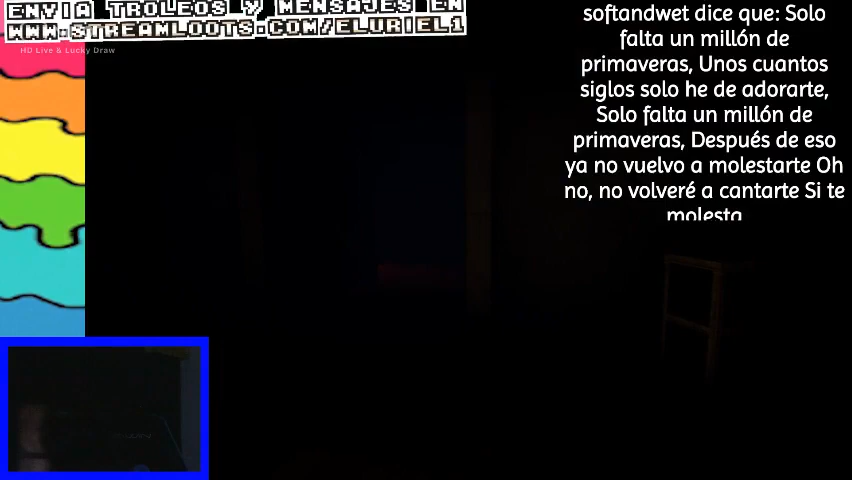 ENVIA TROLEOS Y MENSAJES EN
WWW.STREAMLOOTS.COM/ELURIEL1
HD Live & Lucky Draw
softandwet dice que: Solo
falta un millón de
primaveras, Unos cuantos
siglos solo he de adorarte,
Solo falta un millón de
primaveras, Después de eso
ya no vuelvo a molestarte Oh
no, no volveré a cantarte Si te
molesta